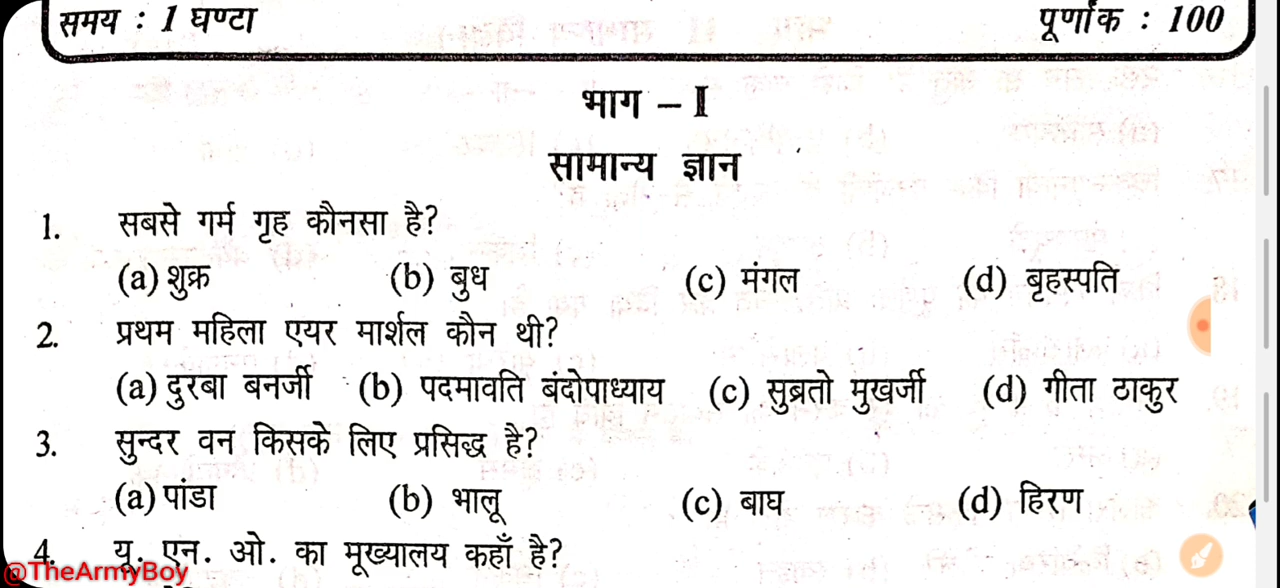 समय : 1 घण्टा पूर्णांक : 100
भाग – I
सामान्य ज्ञान
1. सबसे गर्म गृह कौनसा है?
(a) शुक्र (b) बुध (c) मंगल (d) बृहस्पति
2. प्रथम महिला एयर मार्शल कौन थी?
(a) दुरबा बनर्जी (b) पदमावति बंदोपाध्याय (c) सुब्रतो मुखर्जी (d) गीता ठाकुर
3. सुन्दर वन किसके लिए प्रसिद्ध है?
(a) पांडा (b) भालू (c) बाघ (d) हिरण
4. यू. एन. ओ. का मूख्यालय कहाँ है?
@TheArmyBoy